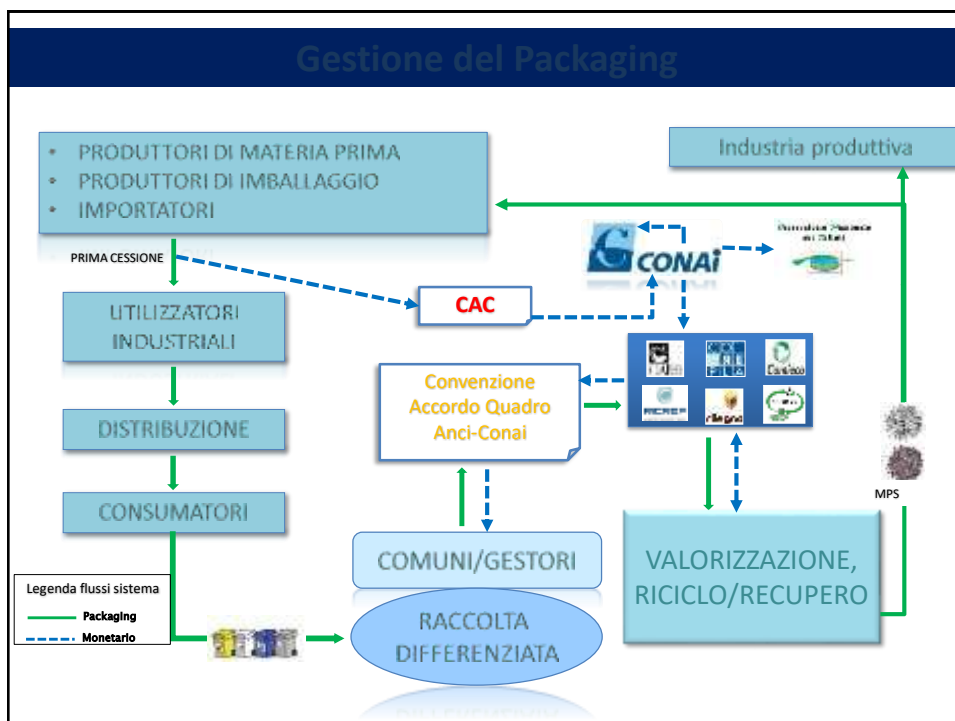 Gestione del Packaging
• PRODUTTORI DI MATERIA PRIMA
• PRODUTTORI DI IMBALLAGGIO
• IMPORTATORI
Industria produttiva
PRIMA CESSIONE
CONAI
CAC
UTILIZZATORI
INDUSTRIALI
Convenzione
Accordo Quadro
Anci-Conai
RICREP
rilegno
DISTRIBUZIONE
MPS
CONSUMATORI
COMUNI/GESTORI
VALORIZZAZIONE,
RICICLO/RECUPERO
Legenda flussi sistema
Packaging
Monetario
RACCOLTA
DIFFERENZIATA